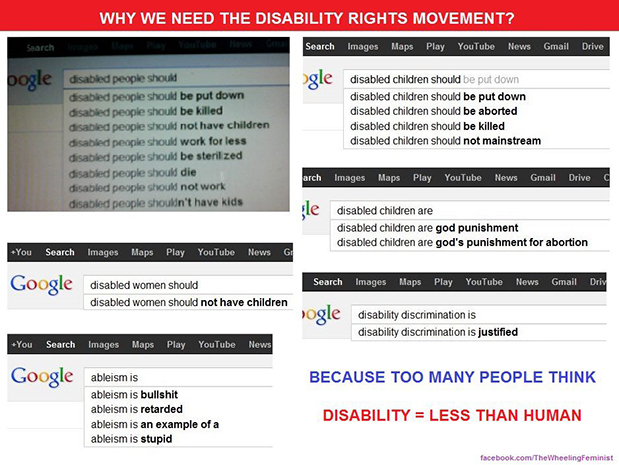 WHY WE NEED THE DISABILITY RIGHTS MOVEMENT?
Search Images Maps Play YouTube News
oogle
disabled people should
disabled people should be put down
disabled people should be killed
disabled people should not have children
disabled people should work for less
disabled people should be sterilized
disabled people should die
disabled people should not work
disabled people shouldn't have kids
+You Search Images Maps Play YouTube News Gr
Google
disabled women should
disabled women should not have children
+You Search Images Maps Play YouTube News
Google
ableism is
ableism is bullshit
ableism is retarded
ableism is an example of a
ableism is stupid
Search Images Maps Play YouTube News Gmail Drive
gle
disabled children should be put down
disabled children should be put down
disabled children should be aborted
disabled children should be killed
disabled children should not mainstream
arch Images Maps Play YouTube News Gmail Drive C
le
disabled children are
disabled children are god punishment
disabled children are god's punishment for abortion
Search Images Maps Play YouTube News Gmail Driv
ogle
disability discrimination is
disability discrimination is justified
BECAUSE TOO MANY PEOPLE THINK
DISABILITY = LESS THAN HUMAN
facebook.com/TheWheelingFeminist